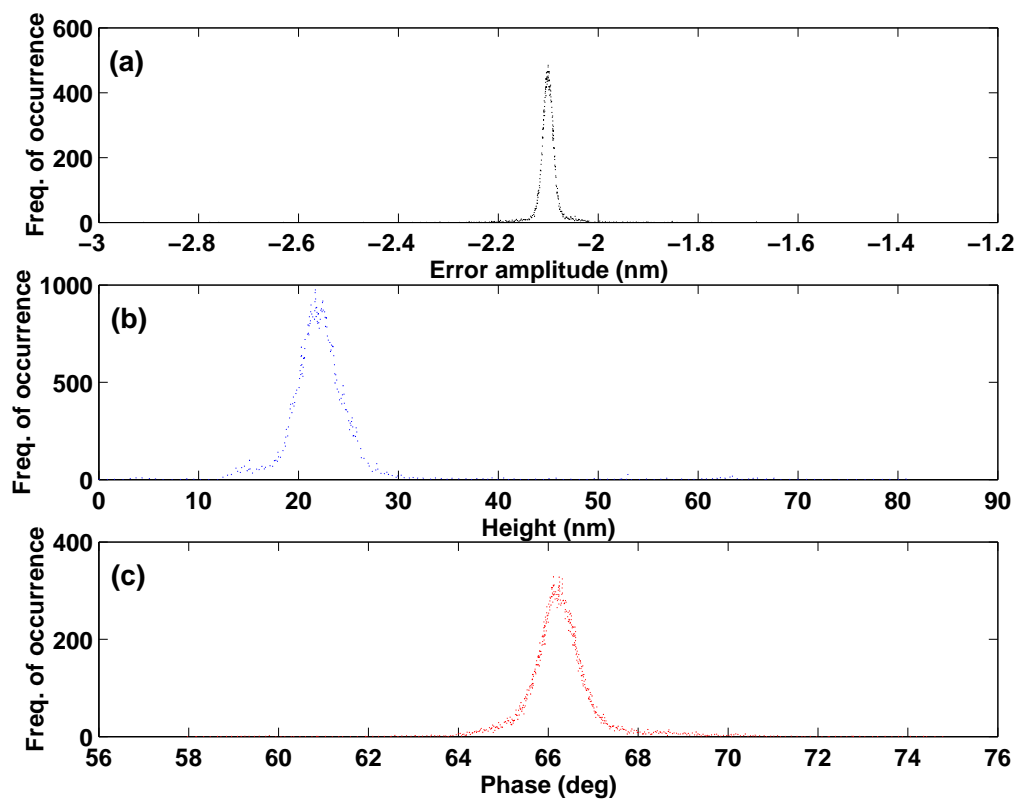 600
400
200
0
Freq. of occurrence
(a)
−3 −2.8 −2.6 −2.4 −2.2 −2 −1.8 −1.6 −1.4 −1.2
Error amplitude (nm)
1000
500
0
Freq. of occurrence
(b)
0 10 20 30 40 50 60 70 80 90
Height (nm)
400
200
0
Freq. of occurrence
(c)
56 58 60 62 64 66 68 70 72 74 76
Phase (deg)